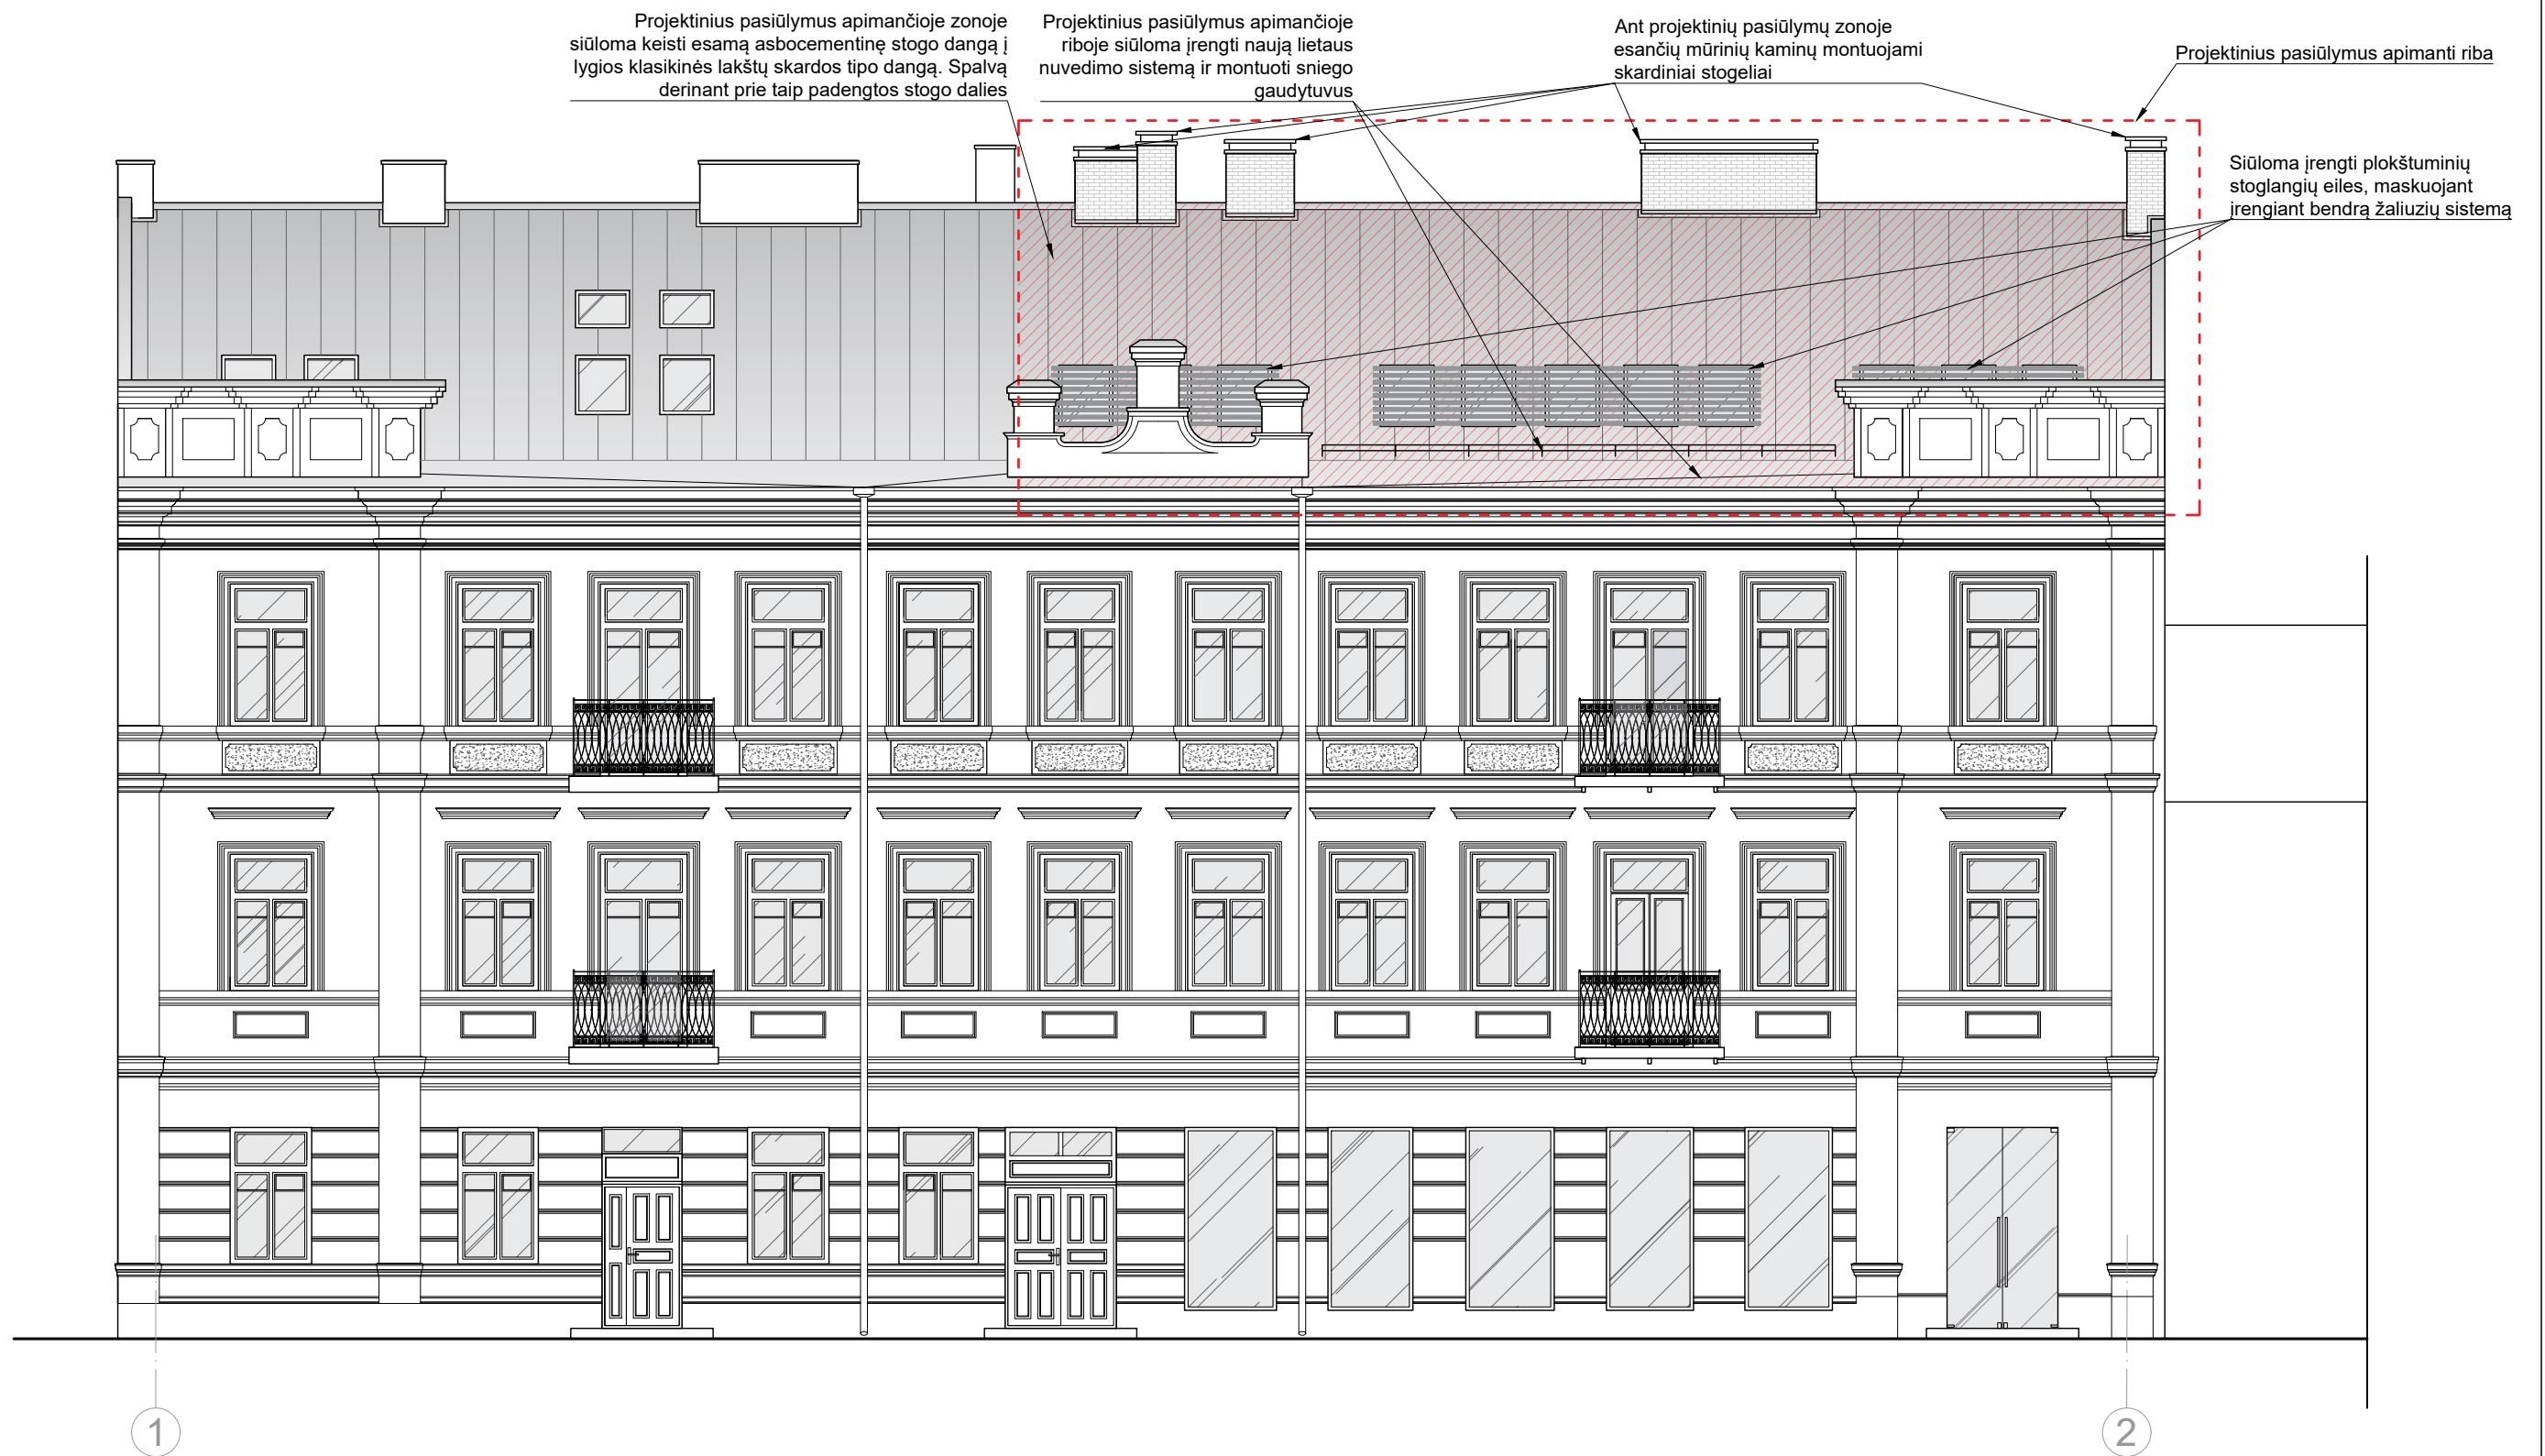 Projektinius pasiūlymus apimančioje zonoje
siūloma keisti esamą asbocementinę stogo dangą į
lygios klasikinės lakštų skardos tipo dangą. Spalvą
derinant prie taip padengtos stogo dalies
Projektinius pasiūlymus apimančioje
riboje siūloma įrengti naują lietaus
nuvedimo sistemą ir montuoti sniego
gaudytuvus
Ant projektinių pasiūlymų zonoje
esančių mūrinių kaminų montuojami
skardiniai stogeliai
Projektinius pasiūlymus apimanti riba
Siūloma įrengti plokštuminių
stoglangių eiles, maskuojant
įrengiant bendrą žaliuzių sistemą
1
2